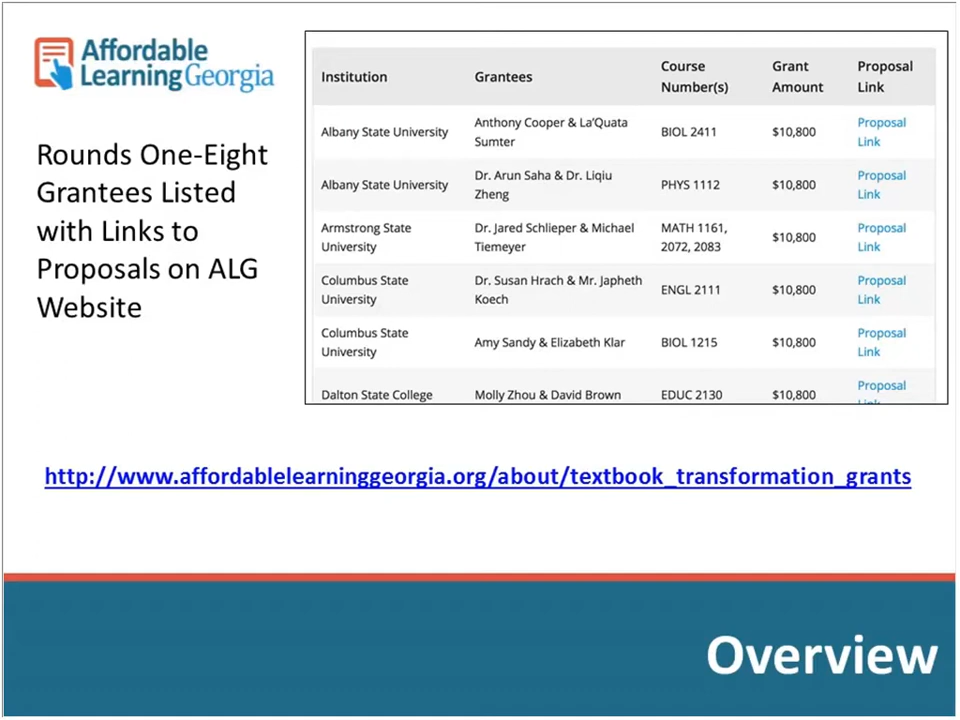 Affordable
LearningGeorgia
Rounds One-Eight
Grantees Listed
with Links to
Proposals on ALG
Website
Institution Grantees Course Number(s) Grant Amount Proposal Link
Albany State University Anthony Cooper & La'Quata Sumter BIOL 2411 $10,800 Proposal Link
Albany State University Dr. Arun Saha & Dr. Liqiu Zheng PHYS 1112 $10,800 Proposal Link
Armstrong State University Dr. Jared Schlieper & Michael Tiemeyer MATH 1161, 2072, 2083 $10,800 Proposal Link
Columbus State University Dr. Susan Hrach & Mr. Japheth Koech ENGL 2111 $10,800 Proposal Link
Columbus State University Amy Sandy & Elizabeth Klar BIOL 1215 $10,800 Proposal Link
Dalton State College Molly Zhou & David Brown EDUC 2130 $10,800 Proposal Link
http://www.affordablelearninggeorgia.org/about/textbook_transformation_grants
Overview